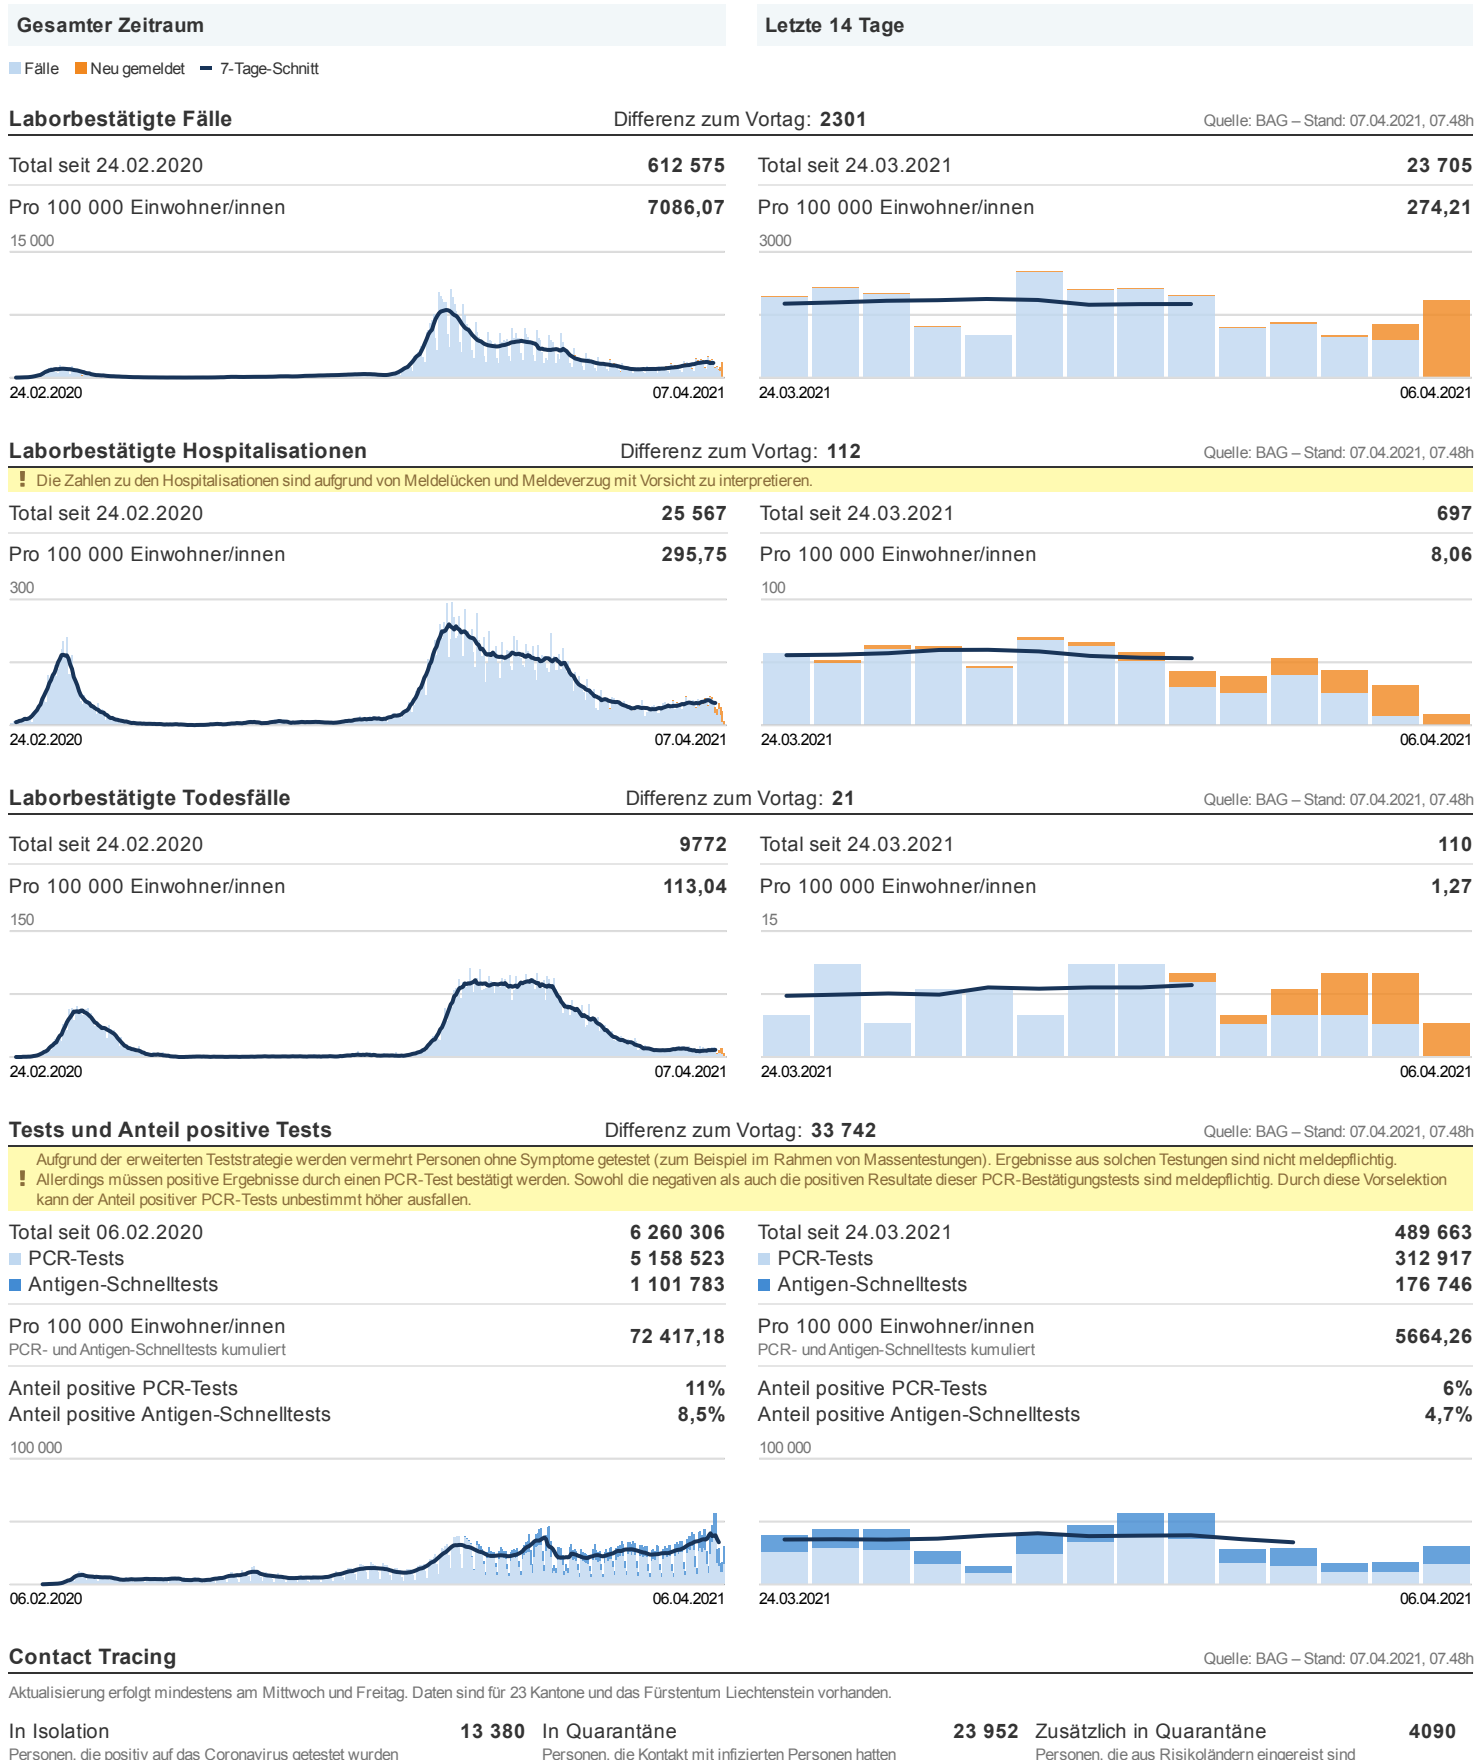 Gesamter Zeitraum
Letzte 14 Tage
Fälle Neu gemeldet 7-Tage-Schnitt
Laborbestätigte Fälle Differenz zum Vortag: 2301 Quelle: BAG – Stand: 07.04.2021, 07.48h
Total seit 24.02.2020 612 575
Pro 100 000 Einwohner/innen 7086,07
15 000
24.02.2020 07.04.2021
Total seit 24.03.2021 23 705
Pro 100 000 Einwohner/innen 274,21
3000
24.03.2021 06.04.2021
Laborbestätigte Hospitalisationen Differenz zum Vortag: 112 Quelle: BAG – Stand: 07.04.2021, 07.48h
! Die Zahlen zu den Hospitalisationen sind aufgrund von Meldelücken und Meldeverzug mit Vorsicht zu interpretieren.
Total seit 24.02.2020 25 567
Pro 100 000 Einwohner/innen 295,75
300
24.02.2020 07.04.2021
Total seit 24.03.2021 697
Pro 100 000 Einwohner/innen 8,06
100
24.03.2021 06.04.2021
Laborbestätigte Todesfälle Differenz zum Vortag: 21 Quelle: BAG – Stand: 07.04.2021, 07.48h
Total seit 24.02.2020 9772
Pro 100 000 Einwohner/innen 113,04
150
24.02.2020 07.04.2021
Total seit 24.03.2021 110
Pro 100 000 Einwohner/innen 1,27
15
24.03.2021 06.04.2021
Tests und Anteil positive Tests Differenz zum Vortag: 33 742 Quelle: BAG – Stand: 07.04.2021, 07.48h
Aufgrund der erweiterten Teststrategie werden vermehrt Personen ohne Symptome getestet (zum Beispiel im Rahmen von Massentestungen). Ergebnisse aus solchen Testungen sind nicht meldepflichtig.
! Allerdings müssen positive Ergebnisse durch einen PCR-Test bestätigt werden. Sowohl die negativen als auch die positiven Resultate dieser PCR-Bestätigungstests sind meldepflichtig. Durch diese Vorselektion
kann der Anteil positiver PCR-Tests unbestimmt höher ausfallen.
Total seit 06.02.2020 6 260 306
PCR-Tests 5 158 523
Antigen-Schnelltests 1 101 783
Pro 100 000 Einwohner/innen 72 417,18
PCR- und Antigen-Schnelltests kumuliert
Anteil positive PCR-Tests 11%
Anteil positive Antigen-Schnelltests 8,5%
100 000
06.02.2020 06.04.2021
Total seit 24.03.2021 489 663
PCR-Tests 312 917
Antigen-Schnelltests 176 746
Pro 100 000 Einwohner/innen 5664,26
PCR- und Antigen-Schnelltests kumuliert
Anteil positive PCR-Tests 6%
Anteil positive Antigen-Schnelltests 4,7%
100 000
24.03.2021 06.04.2021
Contact Tracing Quelle: BAG – Stand: 07.04.2021, 07.48h
Aktualisierung erfolgt mindestens am Mittwoch und Freitag. Daten sind für 23 Kantone und das Fürstentum Liechtenstein vorhanden.
In Isolation 13 380
Personen, die positiv auf das Coronavirus getestet wurden
In Quarantäne 23 952
Personen, die Kontakt mit infizierten Personen hatten
Zusätzlich in Quarantäne 4090
Personen, die aus Risikoländern eingereist sind